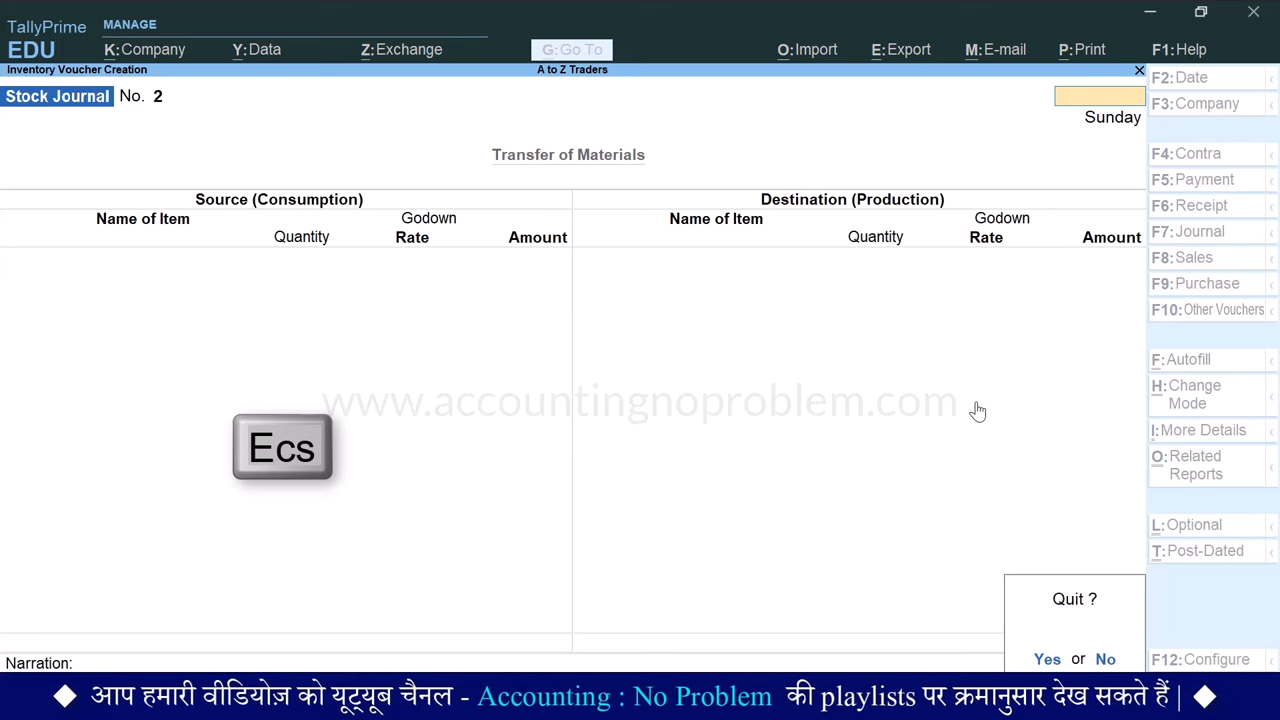 TallyPrime MANAGE
EDU K:Company Y:Data Z:Exchange G:Go To O:Import E:Export M:E-mail P:Print F1:Help
Inventory Voucher Creation A to Z Traders ×
Stock Journal No. 2
Sunday
Transfer of Materials
Source (Consumption) Destination (Production)
Name of Item Godown Name of Item Godown
Quantity Rate Amount Quantity Rate Amount
www.accountingnoproblem.com
Ecs
Quit ?
Yes or No
Narration:
F2:Date
F3:Company
F4:Contra
F5:Payment
F6:Receipt
F7:Journal
F8:Sales
F9:Purchase
F10:Other Vouchers
F:Autofill
H:Change
Mode
I:More Details
O:Related
Reports
L:Optional
T:Post-Dated
F12:Configure
◆ आप हमारी वीडियोज़ को यूट्यूब चैनल - Accounting : No Problem की playlists पर क्रमानुसार देख सकते हैं | ◆